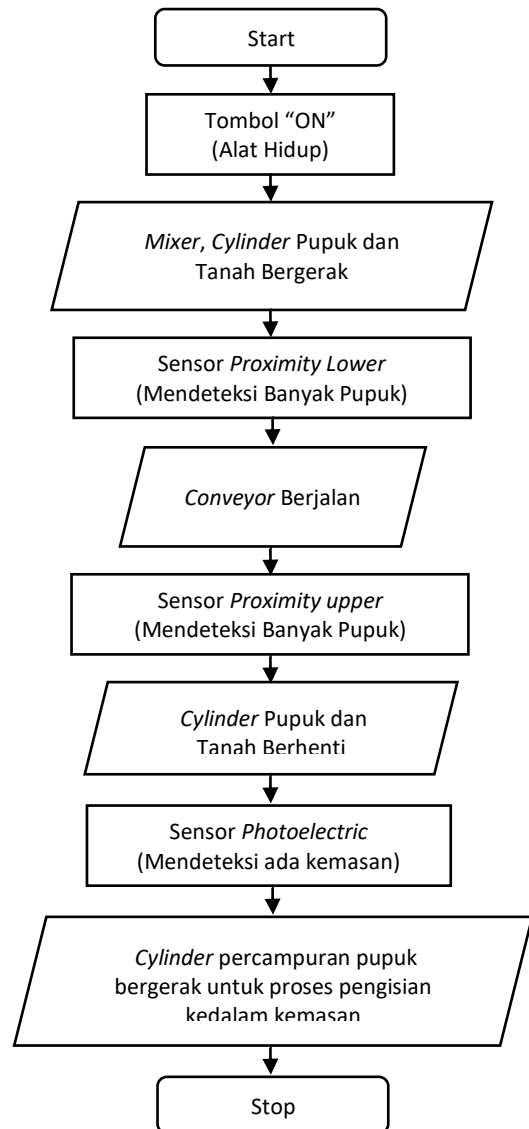 Start
Tombol “ON”
(Alat Hidup)
Mixer, Cylinder Pupuk dan
Tanah Bergerak
Sensor Proximity Lower
(Mendeteksi Banyak Pupuk)
Conveyor Berjalan
Sensor Proximity upper
(Mendeteksi Banyak Pupuk)
Cylinder Pupuk dan
Tanah Berhenti
Sensor Photoelectric
(Mendeteksi ada kemasan)
Cylinder percampuran pupuk
bergerak untuk proses pengisian
kedalam kemasan
Stop